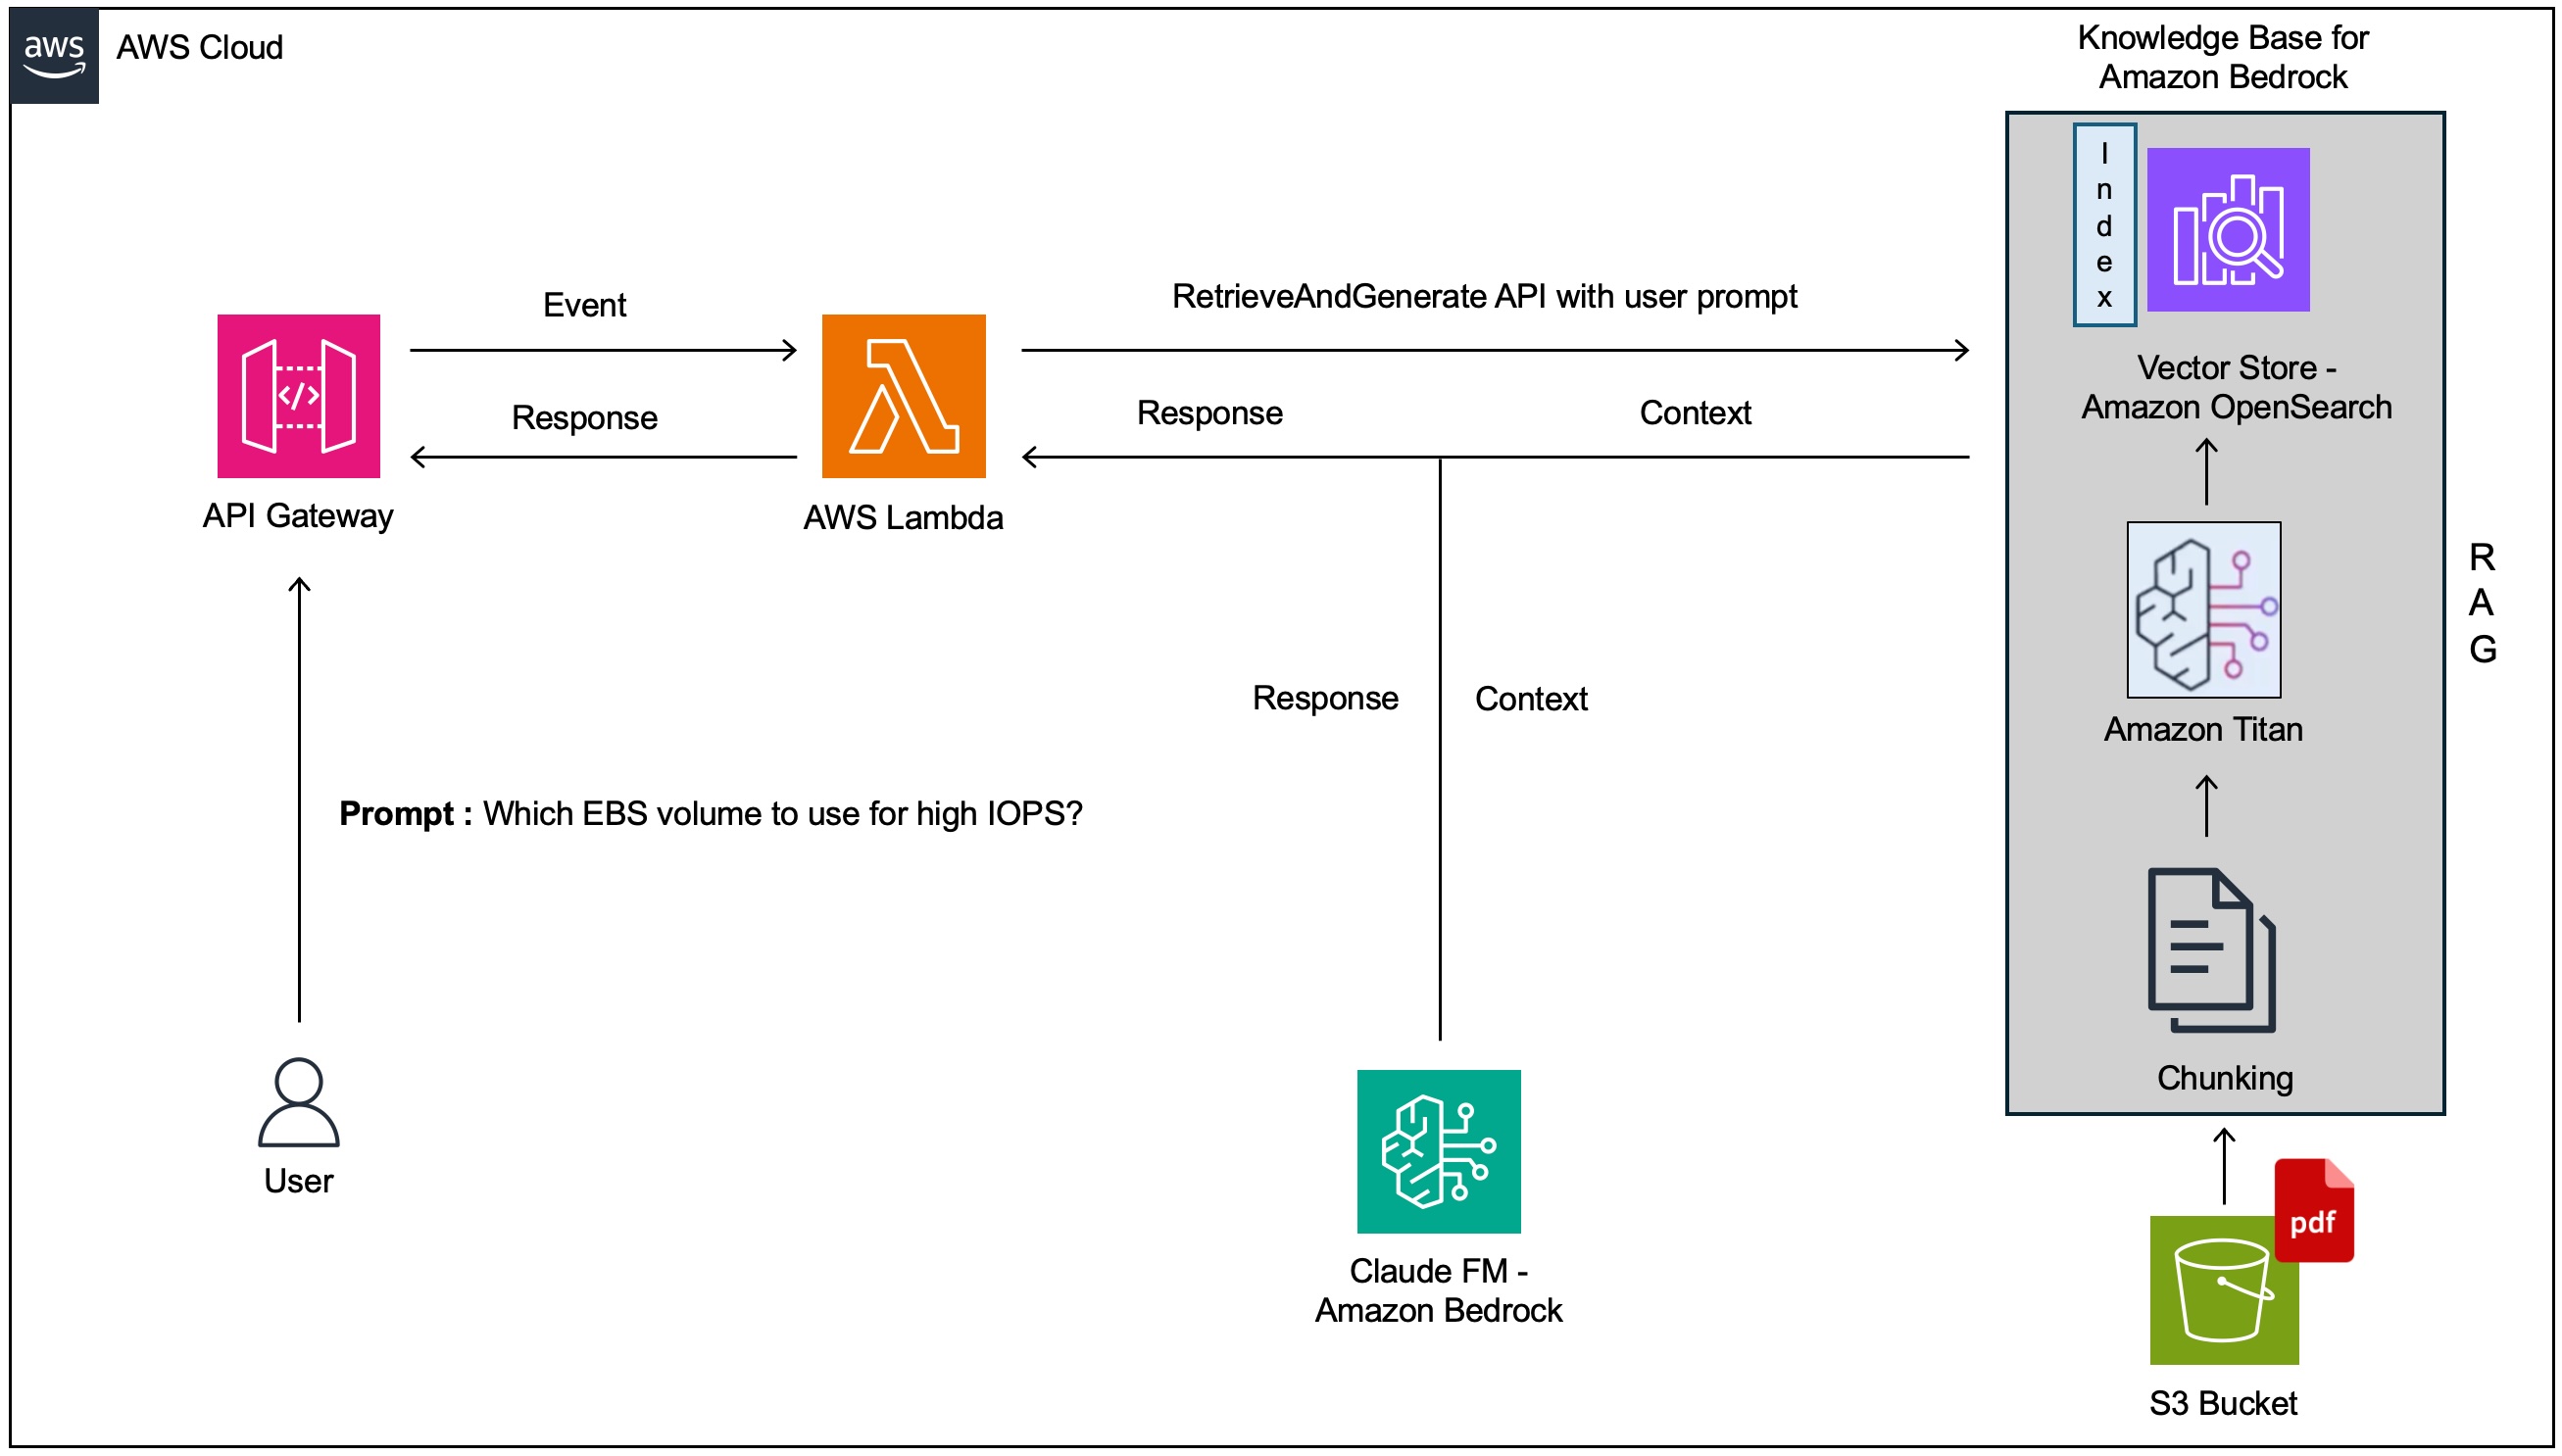 aws
AWS Cloud
Knowledge Base for
Amazon Bedrock
Index
Vector Store -
Amazon OpenSearch
Event
Response
RetrieveAndGenerate API with user prompt
Response
Context
API Gateway
AWS Lambda
</>
RAG
Amazon Titan
Response
Context
Prompt : Which EBS volume to use for high IOPS?
Chunking
User
Claude FM -
Amazon Bedrock
pdf
S3 Bucket